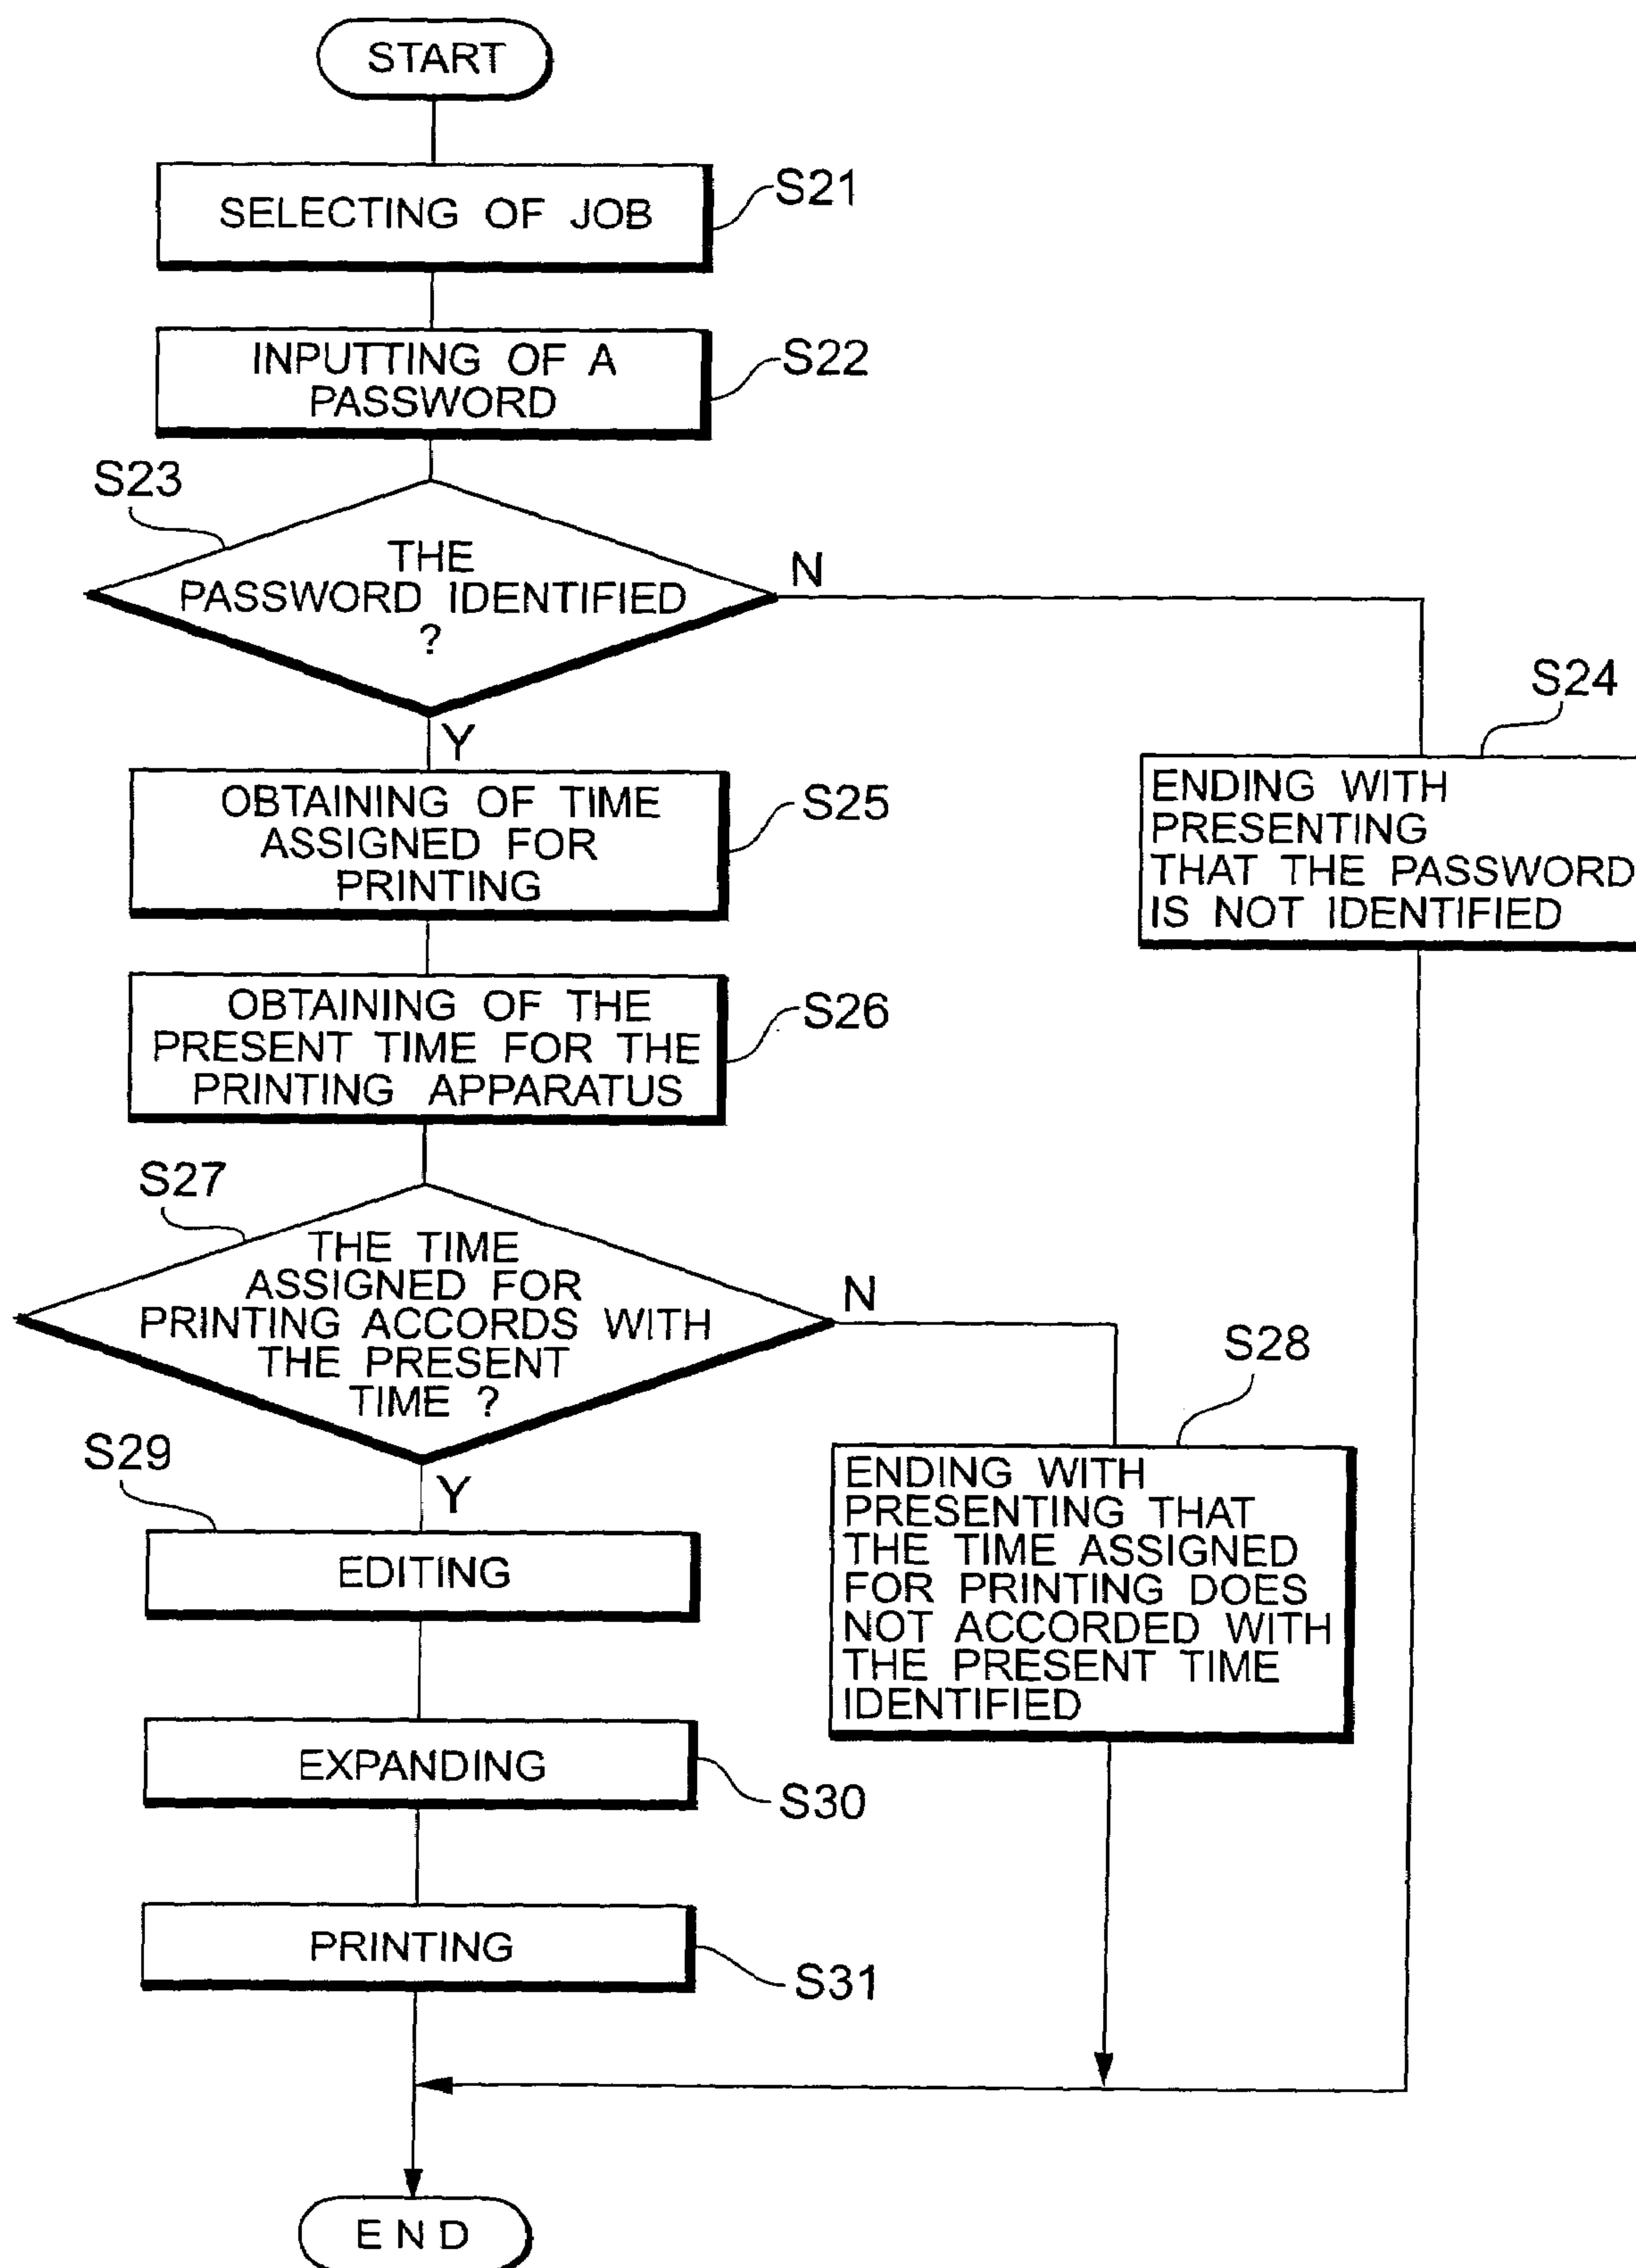 START
SELECTING OF JOB
S21
INPUTTING OF A
PASSWORD
S22
S23
THE
PASSWORD IDENTIFIED
?
N
Y
S24
ENDING WITH
PRESENTING
THAT THE PASSWORD
IS NOT IDENTIFIED
OBTAINING OF TIME
ASSIGNED FOR
PRINTING
S25
OBTAINING OF THE
PRESENT TIME FOR THE
PRINTING APPARATUS
S26
S27
THE TIME
ASSIGNED FOR
PRINTING ACCORDS WITH
THE PRESENT
TIME ?
N
Y
S28
ENDING WITH
PRESENTING THAT
THE TIME ASSIGNED
FOR PRINTING DOES
NOT ACCORDED WITH
THE PRESENT TIME
IDENTIFIED
S29
EDITING
EXPANDING
S30
PRINTING
S31
END